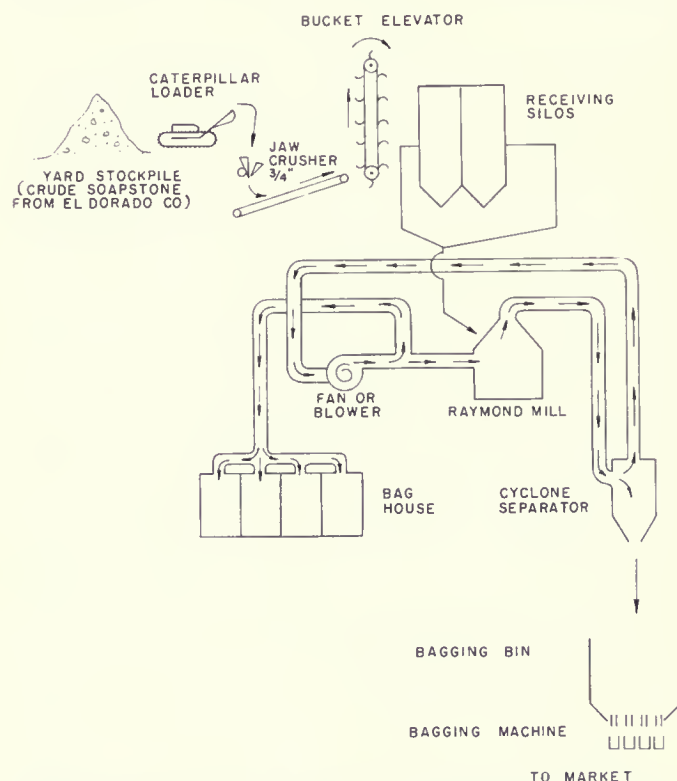 BUCKET ELEVATOR
CATERPILLAR
LOADER
RECEIVING
SILOS
JAW
CRUSHER
3/4"
YARD STOCKPILE
(CRUDE SOAPSTONE
FROM EL DORADO CO)
FAN OR
BLOWER
RAYMOND MILL
BAG
HOUSE
CYCLONE
SEPARATOR
BAGGING BIN
BAGGING MACHINE
TO MARKET